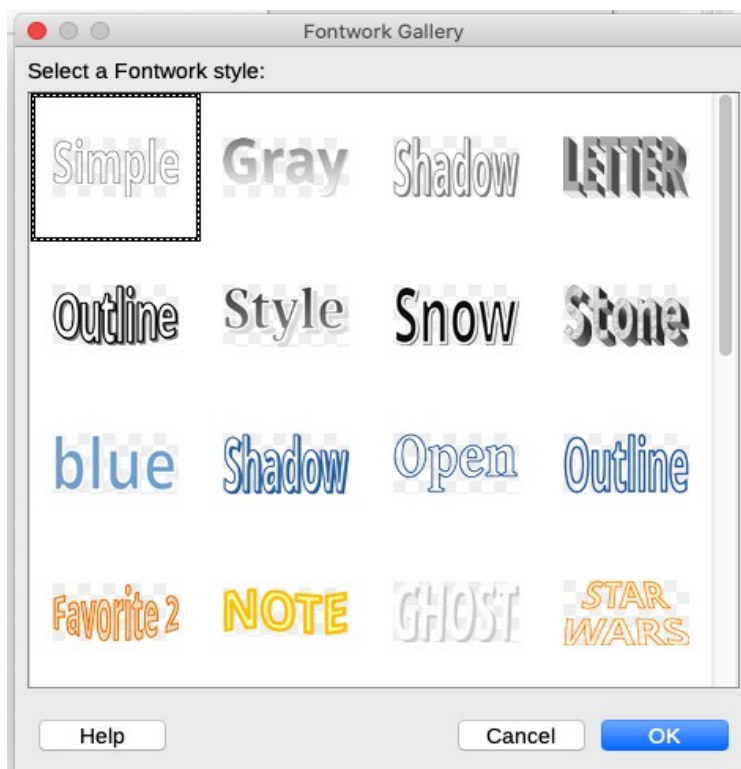 Fontwork Gallery
Select a Fontwork style:
Simple Gray Shadow LETTER
Outline Style Snow Stone
blue Shadow Open Outline
Favorite 2 NOTE GHOST STAR
WARS
Help Cancel OK